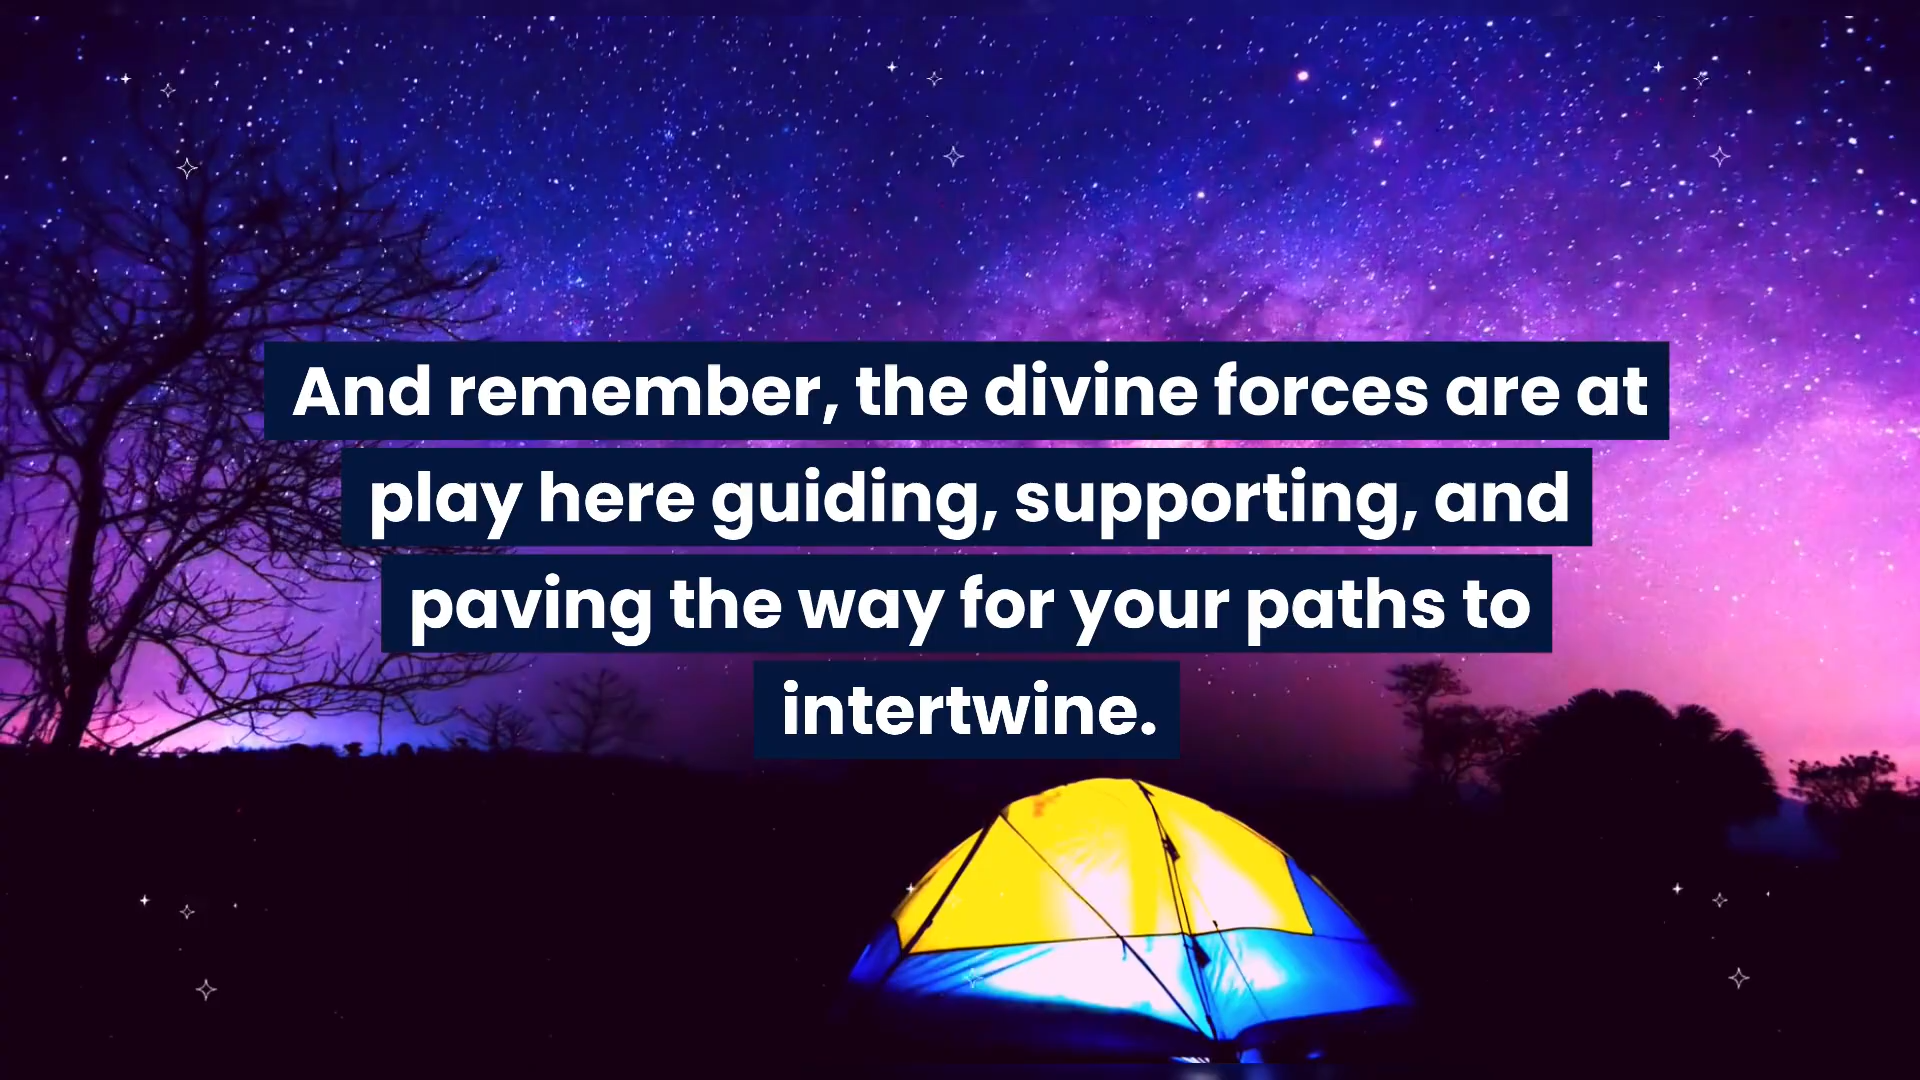 And remember, the divine forces are at
play here guiding, supporting, and
paving the way for your paths to
intertwine.